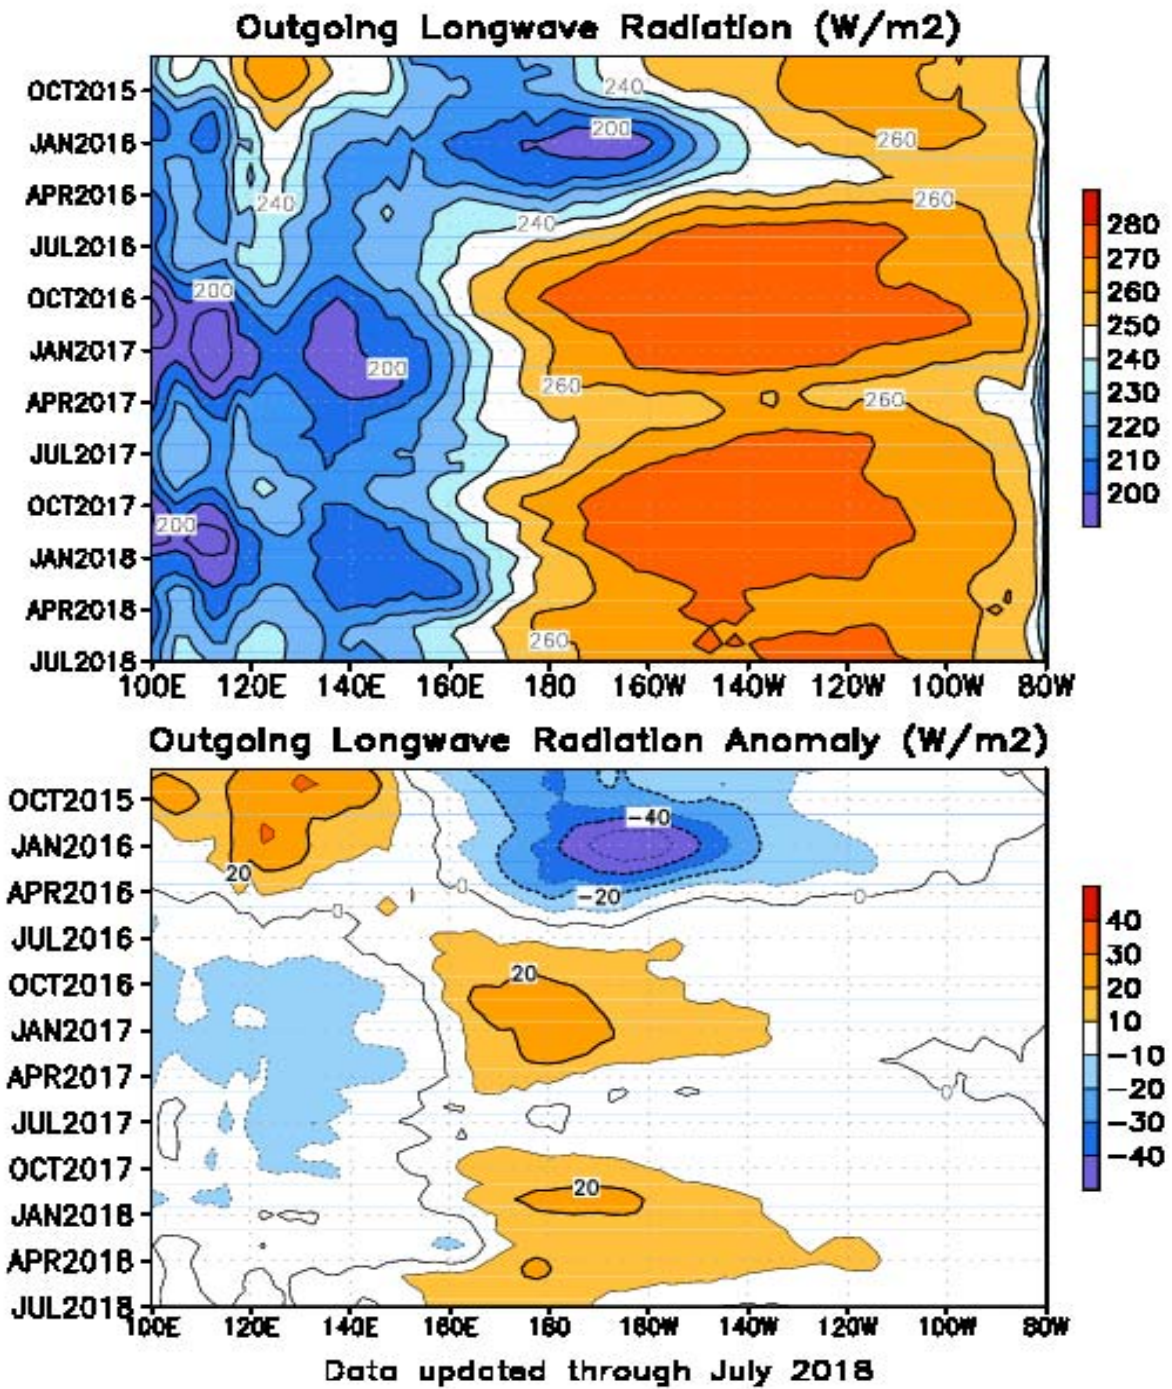 Outgoing Longwave Radiation (W/m2)
OCT2015
JAN2016
APR2016
JUL2016
OCT2016
JAN2017
APR2017
JUL2017
OCT2017
JAN2018
APR2018
JUL2018
240
200
260
240
260
240
200
200
260
260
200
260
100E 120E 140E 160E 180 160W 140W 120W 100W 80W
280
270
260
250
240
230
220
210
200
Outgoing Longwave Radiation Anomaly (W/m2)
OCT2015
JAN2016
APR2016
JUL2016
OCT2016
JAN2017
APR2017
JUL2017
OCT2017
JAN2018
APR2018
JUL2018
-40
20
0
-20
0
0
20
0
20
100E 120E 140E 160E 180 160W 140W 120W 100W 80W
40
30
20
10
-10
-20
-30
-40
Data updated through July 2018